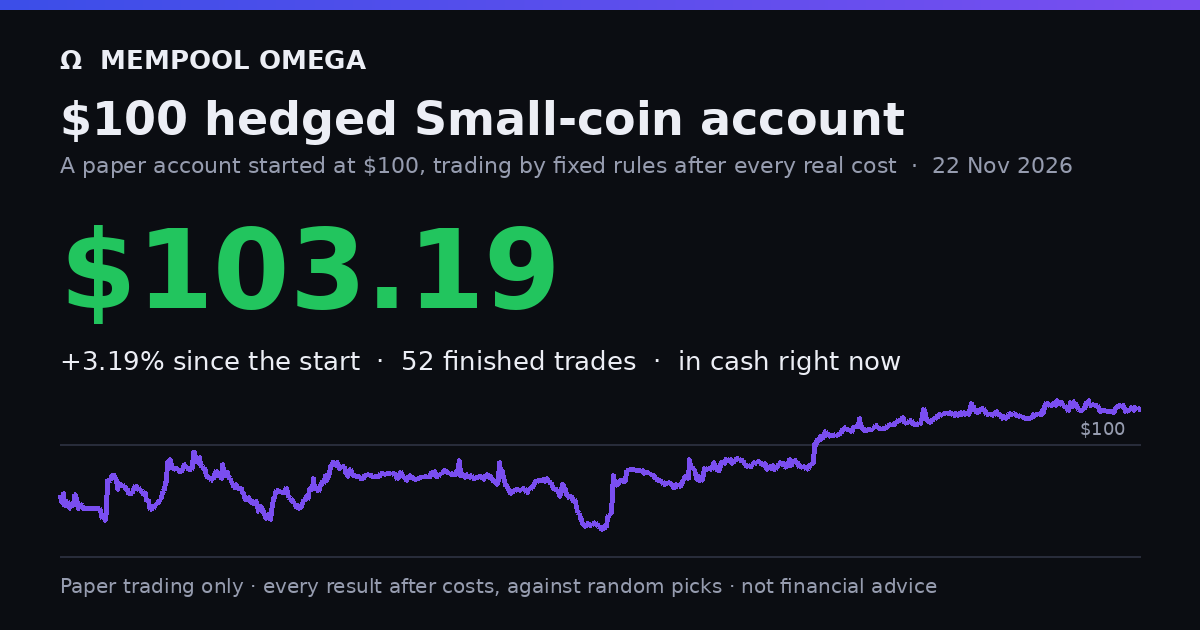 Ω MEMPOOL OMEGA
$100 hedged Small-coin account
A paper account started at $100, trading by fixed rules after every real cost · 22 Nov 2026
$103.19
+3.19% since the start · 52 finished trades · in cash right now
$100
Paper trading only · every result after costs, against random picks · not financial advice